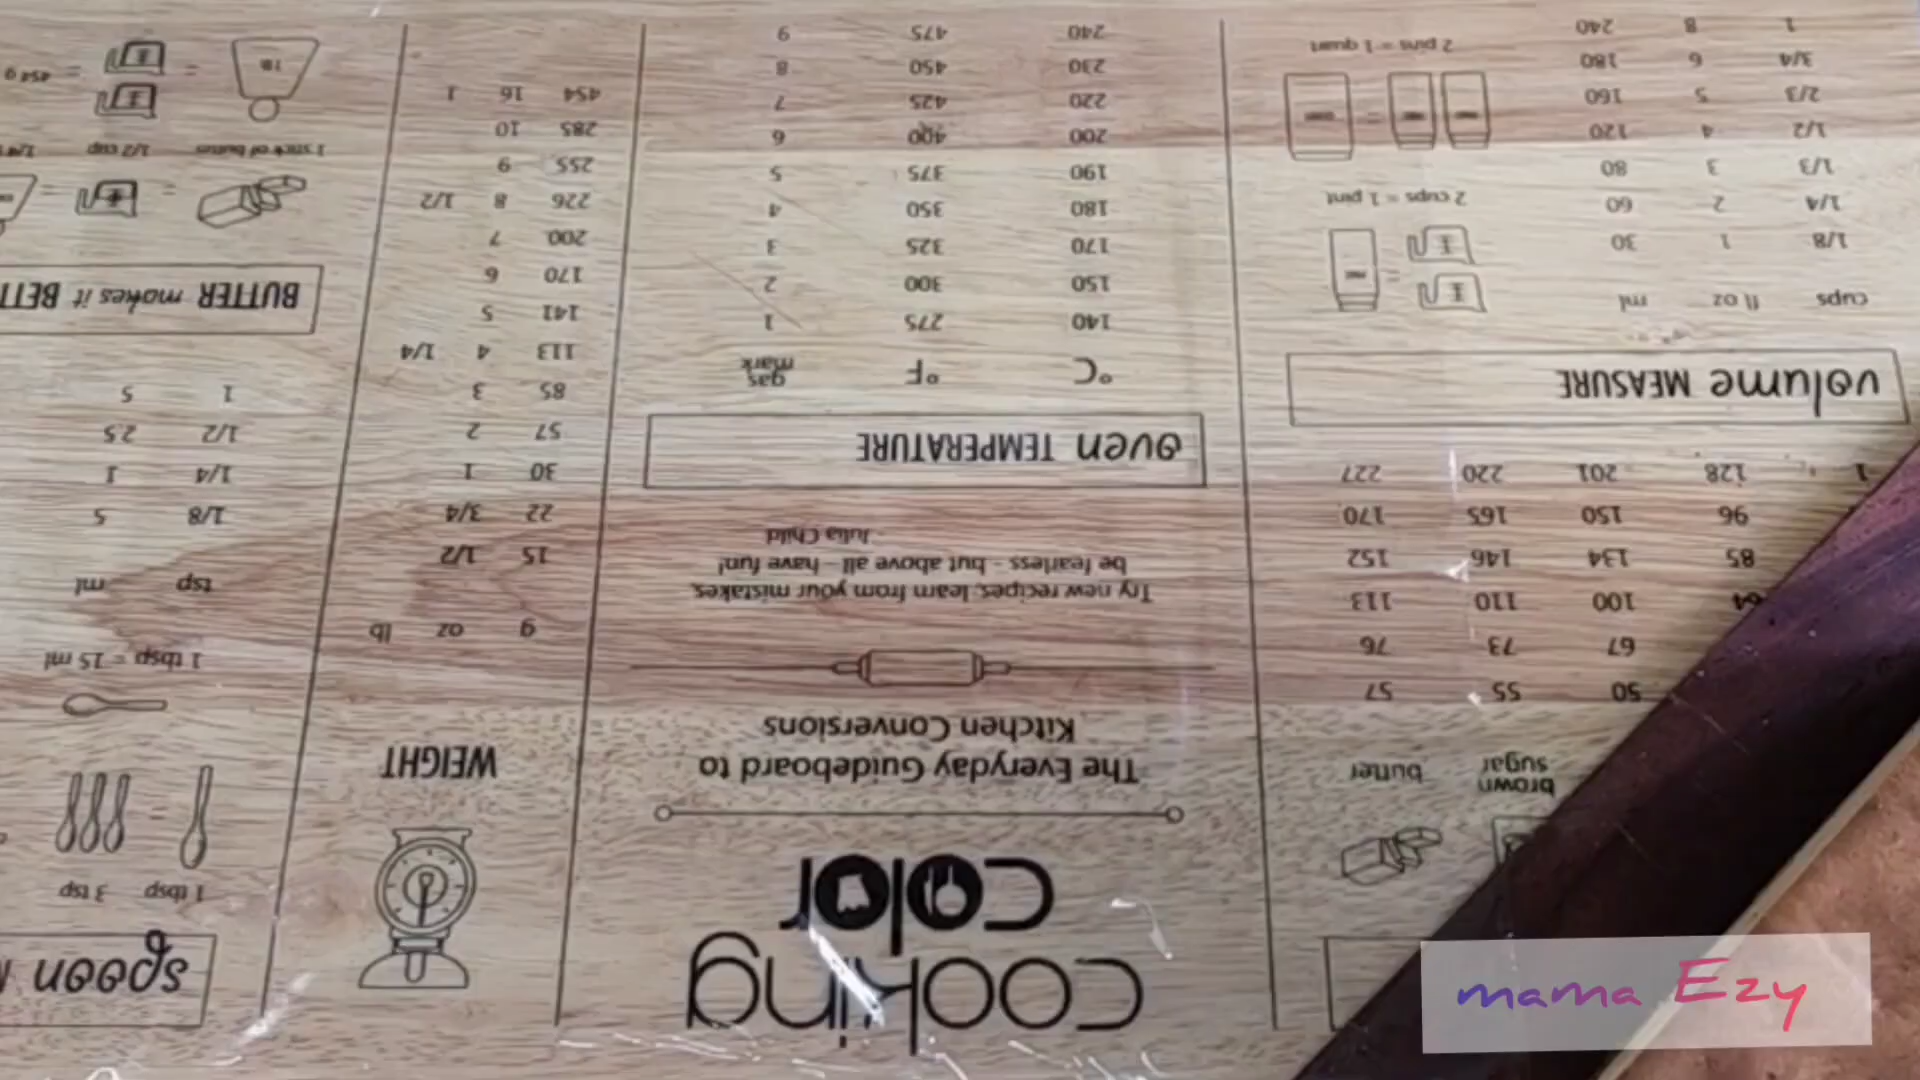 brown
sugar
butter
50 55 57
67 73 76
64 100 110 113
85 134 146 152
96 150 165 170
1 128 201 220 227
volume MEASURE
cups fl oz ml
1/8 1 30
1/4 2 60
1/3 3 80
1/2 4 120
2/3 5 160
3/4 6 180
1 8 240
2 cups = 1 pint
2 pins = 1 quart
cooking
color
The Everyday Guideboard to
Kitchen Conversions
Try new recipes, learn from your mistakes,
be fearless - but above all - have fun!
- Julia Child
oven TEMPERATURE
°C °F gas
mark
140 275 1
150 300 2
170 325 3
180 350 4
190 375 5
200 400 6
220 425 7
230 450 8
240 475 9
WEIGHT
g oz lb
15 1/2
22 3/4
30 1
57 2
85 3
113 4 1/4
141 5
170 6
200 7
226 8 1/2
255 9
285 10
454 16 1
spoon
1 tbsp 3 tsp
=
1 tbsp = 15 ml
tsp ml
1/8 5
1/4 1
1/2 2.5
1 5
BUTTER makes it
= =
1 stick of butter 1/2 cup
1 lb = = 454 g
mama Ezy